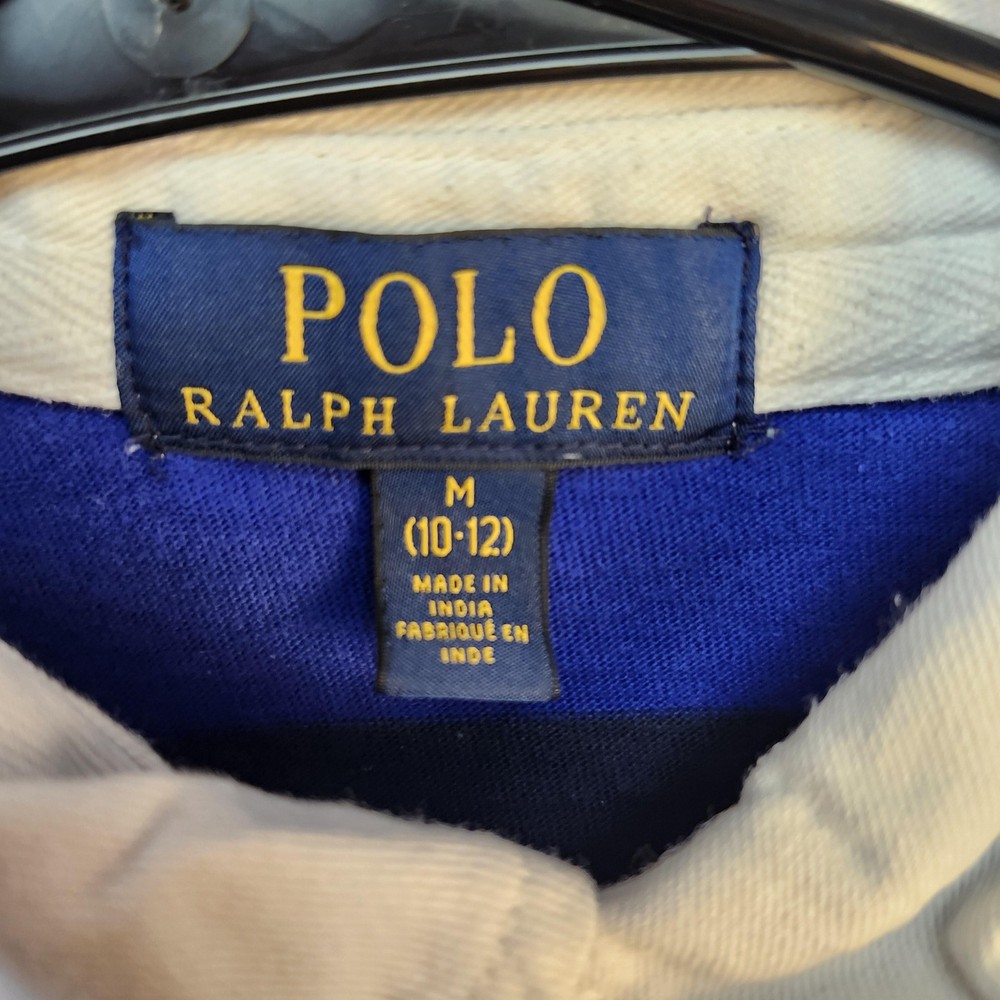 POLO
RALPH LAUREN
M
(10-12)
MADE IN
INDIA
FABRIQUÉ EN
INDE